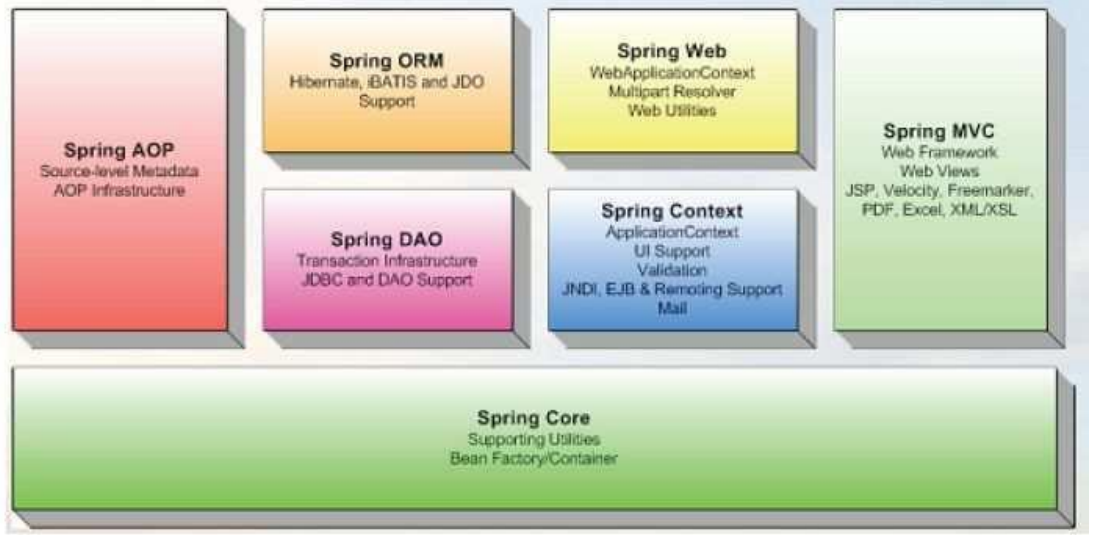 Spring AOP
Source-level Metadata
AOP Infrastructure
Spring ORM
Hibernate, iBATIS and JDO
Support
Spring DAO
Transaction Infrastructure
JDBC and DAO Support
Spring Web
WebApplicationContext
Multipart Resolver
Web Utilities
Spring Context
ApplicationContext
UI Support
Validation
JNDI, EJB & Remoting Support
Mail
Spring MVC
Web Framework
Web Views
JSP, Velocity, Freemarker,
PDF, Excel, XML/XSL
Spring Core
Supporting Utilities
Bean Factory/Container